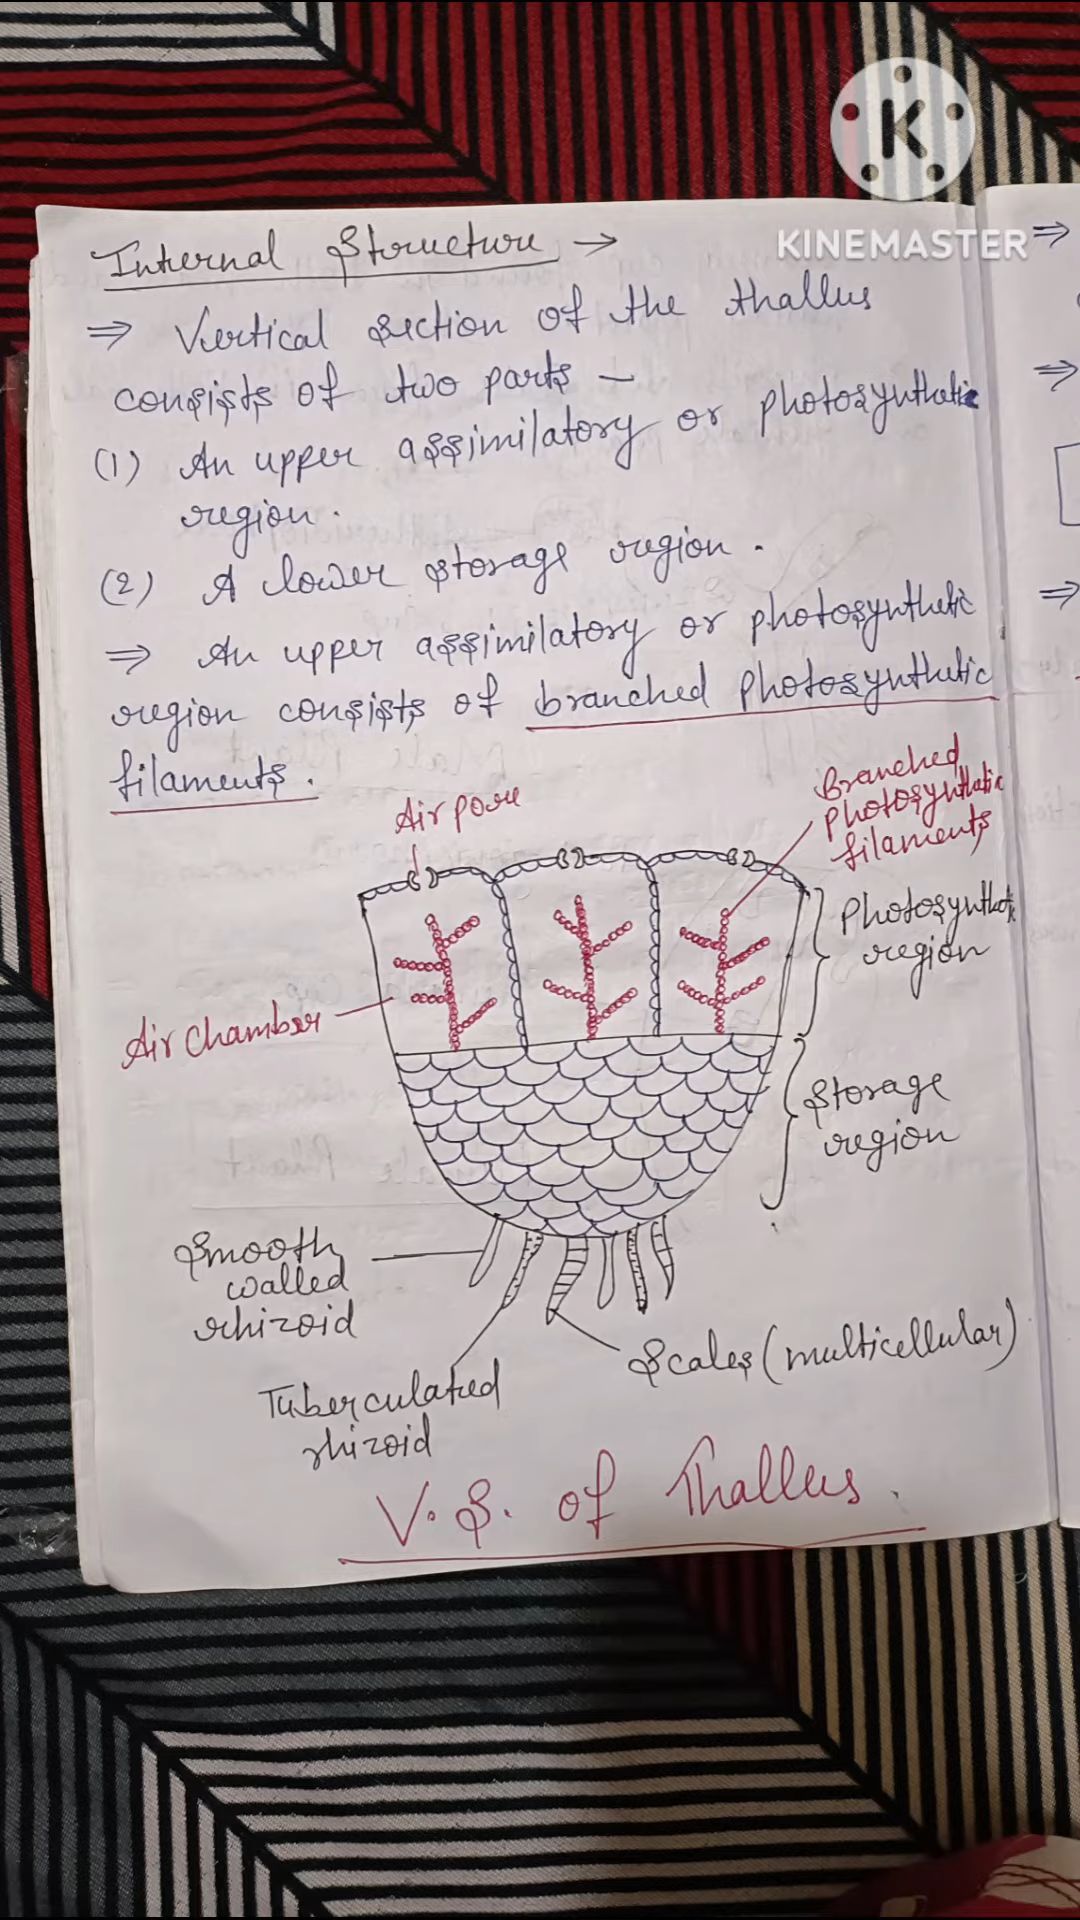 KINEMASTER
Internal Structure →
⇒ Vertical section of the thallus
consists of two parts –
(1) An upper assimilatory or photosynthetic
region.
(2) A lower storage region.
⇒ An upper assimilatory or photosynthetic
region consists of branched photosynthetic
filaments.
Air pore
Branched
photosynthetic
filaments
Photosynthetic
region
Air chamber
Storage
region
Smooth
walled
rhizoid
Scales (multicellular)
Tuberculated
rhizoid
V.S. of Thallus.